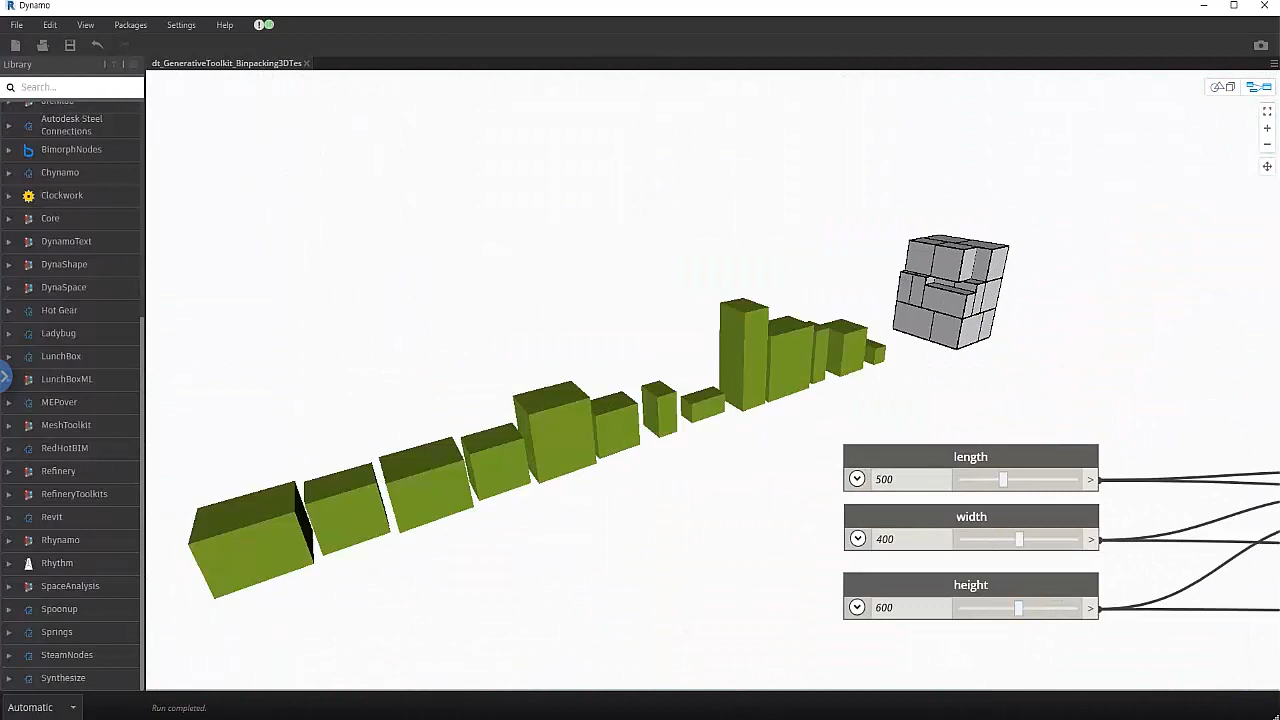 Dynamo
File Edit View Packages Settings Help
Library
dt_GenerativeToolkit_Binpacking3DTes
Search...
Autodesk Steel
Connections
BimorphNodes
Chynamo
Clockwork
Core
DynamoText
DynaShape
DynaSpace
Hot Gear
Ladybug
LunchBox
LunchBoxML
MEPover
MeshToolkit
RedHotBIM
Refinery
RefineryToolkits
Revit
Rhynamo
Rhythm
SpaceAnalysis
Spoonup
Springs
SteamNodes
Synthesize
length
500 >
width
400 >
height
600 >
Automatic
Run completed.